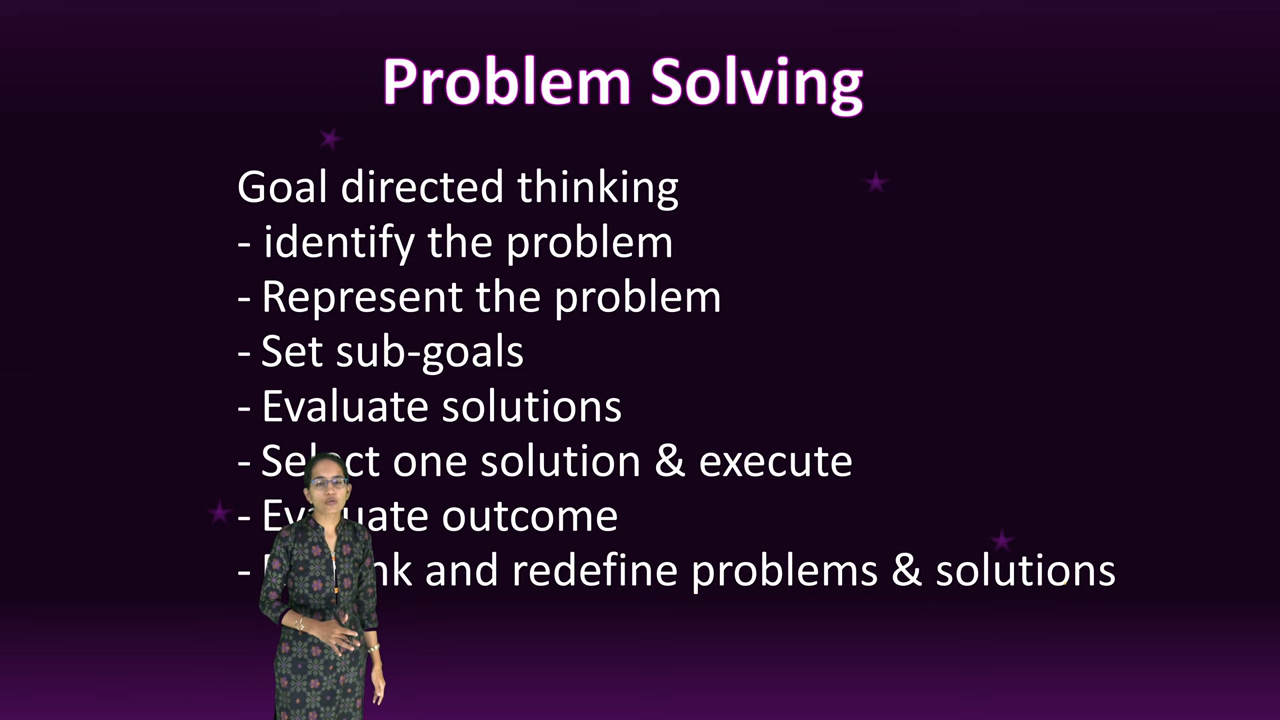 Problem Solving
Goal directed thinking
- identify the problem
- Represent the problem
- Set sub-goals
- Evaluate solutions
- Select one solution & execute
- Evaluate outcome
- and redefine problems & solutions